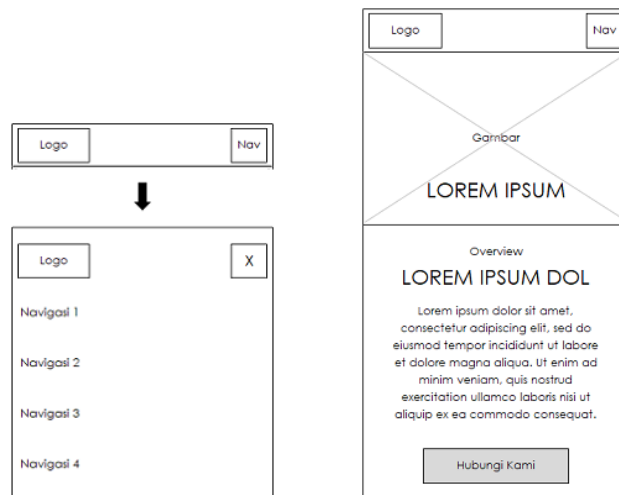 Logo
Nav
Logo
X
Navigasi 1
Navigasi 2
Navigasi 3
Navigasi 4
Logo
Nav
Gambar
LOREM IPSUM
Overview
LOREM IPSUM DOL
Lorem ipsum dolor sit amet,
consectetur adipiscing elit, sed do
eiusmod tempor incididunt ut labore
et dolore magna aliqua. Ut enim ad
minim veniam, quis nostrud
exercitation ullamco laboris nisi ut
aliquip ex ea commodo consequat.
Hubungi Kami